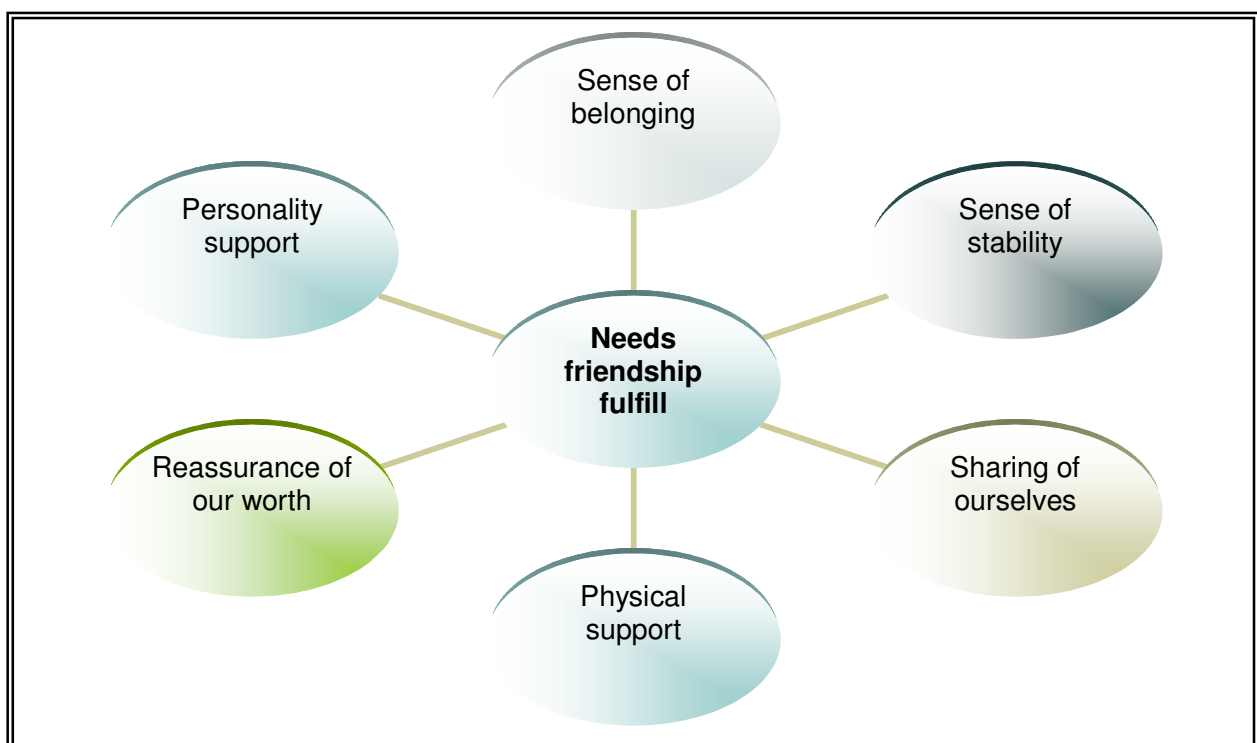 Sense of
belonging
Personality
support
Sense of
stability
Needs
friendship
fulfill
Reassurance of
our worth
Sharing of
ourselves
Physical
support